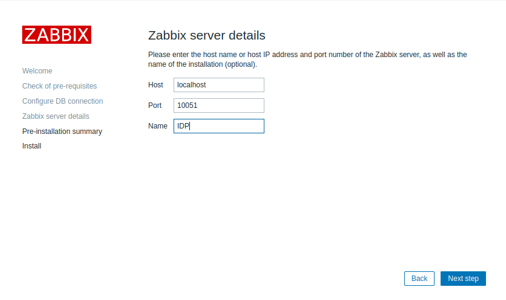 ZABBIX
Welcome
Check of pre-requisites
Configure DB connection
Zabbix server details
Pre-installation summary
Install
Zabbix server details
Please enter the host name or host IP address and port number of the Zabbix server, as well as the
name of the installation (optional).
Host localhost
Port 10051
Name IDP
Back Next step